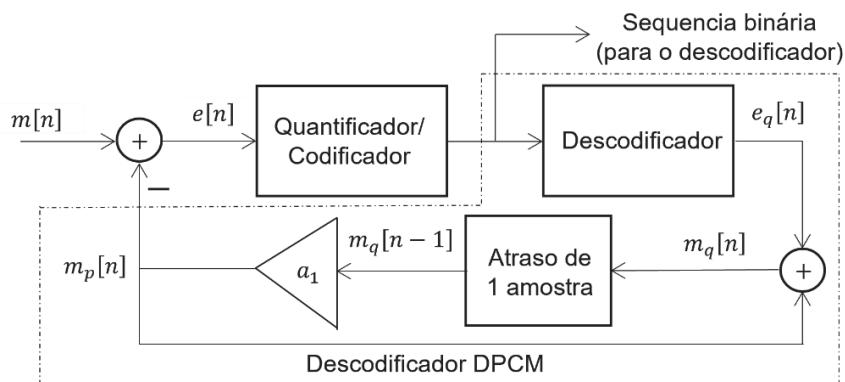 Sequencia binária
(para o descodificador)
m[n]
+
e[n]
Quantificador/
Codificador
Descodificador
e_q[n]
−
m_p[n]
a_1
m_q[n − 1]
Atraso de
1 amostra
m_q[n]
+
Descodificador DPCM